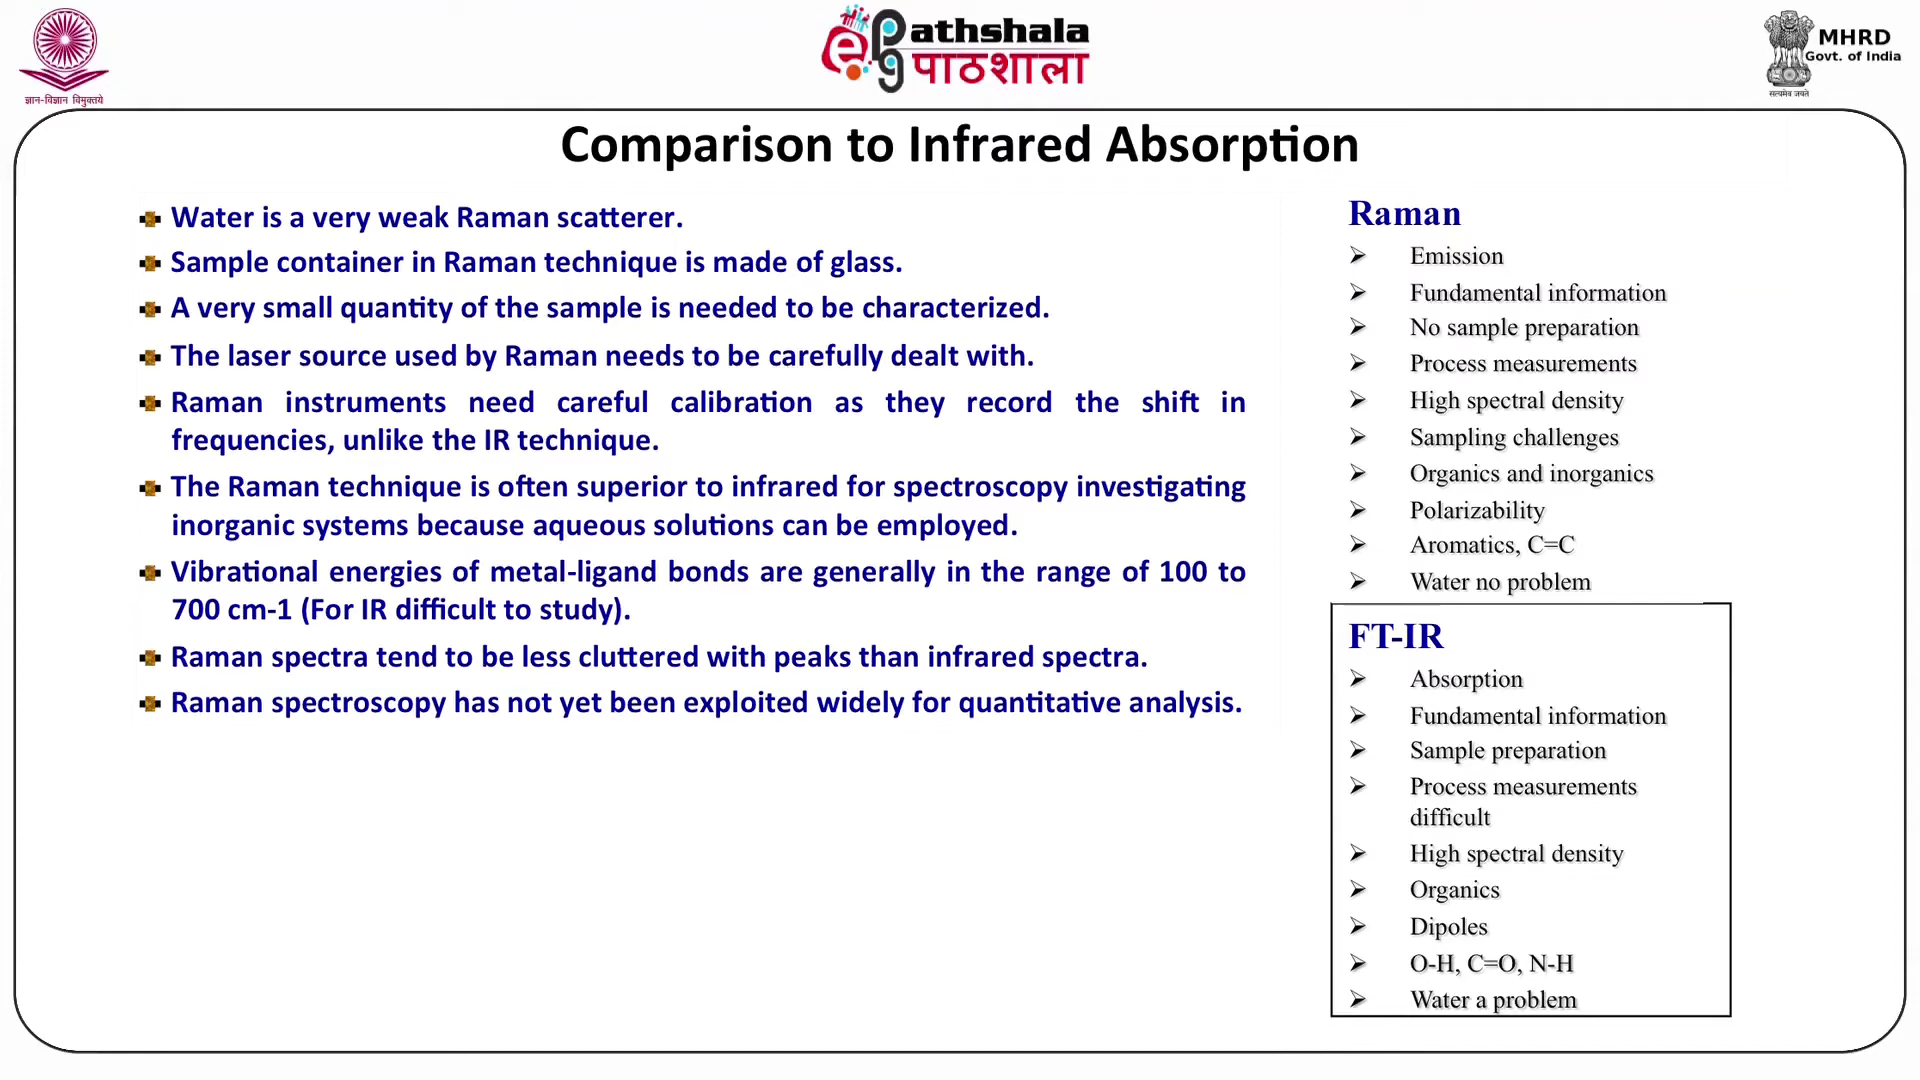 ज्ञान-विज्ञान विमुक्तये
e
PG
athshala
पाठशाला
MHRD
Govt. of India
सत्यमेव जयते
Comparison to Infrared Absorption
Water is a very weak Raman scatterer.
Sample container in Raman technique is made of glass.
A very small quantity of the sample is needed to be characterized.
The laser source used by Raman needs to be carefully dealt with.
Raman instruments need careful calibration as they record the shift in
frequencies, unlike the IR technique.
The Raman technique is often superior to infrared for spectroscopy investigating
inorganic systems because aqueous solutions can be employed.
Vibrational energies of metal-ligand bonds are generally in the range of 100 to
700 cm-1 (For IR difficult to study).
Raman spectra tend to be less cluttered with peaks than infrared spectra.
Raman spectroscopy has not yet been exploited widely for quantitative analysis.
Raman
Emission
Fundamental information
No sample preparation
Process measurements
High spectral density
Sampling challenges
Organics and inorganics
Polarizability
Aromatics, C=C
Water no problem
FT-IR
Absorption
Fundamental information
Sample preparation
Process measurements
difficult
High spectral density
Organics
Dipoles
O-H, C=O, N-H
Water a problem